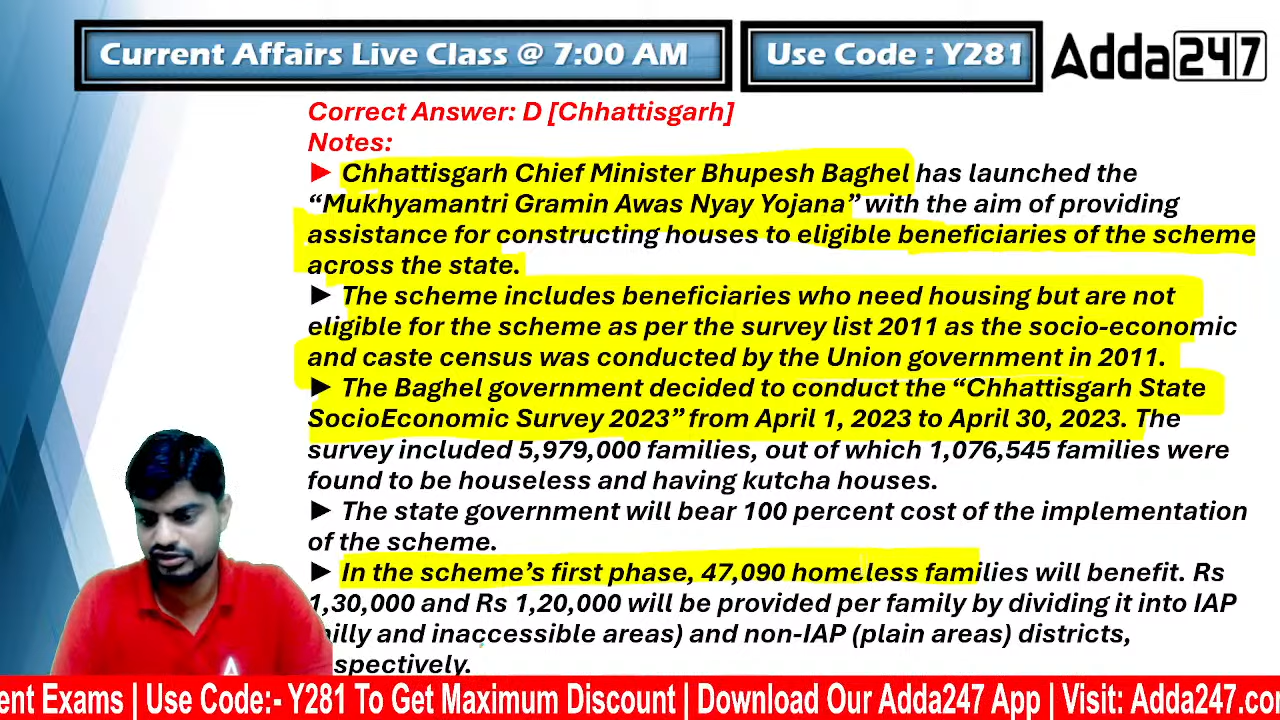 Current Affairs Live Class @ 7:00 AM
Use Code : Y281
Adda247
Correct Answer: D [Chhattisgarh]
Notes:
► Chhattisgarh Chief Minister Bhupesh Baghel has launched the
“Mukhyamantri Gramin Awas Nyay Yojana” with the aim of providing
assistance for constructing houses to eligible beneficiaries of the scheme
across the state.
► The scheme includes beneficiaries who need housing but are not
eligible for the scheme as per the survey list 2011 as the socio-economic
and caste census was conducted by the Union government in 2011.
► The Baghel government decided to conduct the “Chhattisgarh State
SocioEconomic Survey 2023” from April 1, 2023 to April 30, 2023. The
survey included 5,979,000 families, out of which 1,076,545 families were
found to be houseless and having kutcha houses.
► The state government will bear 100 percent cost of the implementation
of the scheme.
► In the scheme’s first phase, 47,090 homeless families will benefit. Rs
1,30,000 and Rs 1,20,000 will be provided per family by dividing it into IAP
and inaccessible areas) and non-IAP (plain areas) districts,
ent Exams | Use Code:- Y281 To Get Maximum Discount | Download Our Adda247 App | Visit: Adda247.co